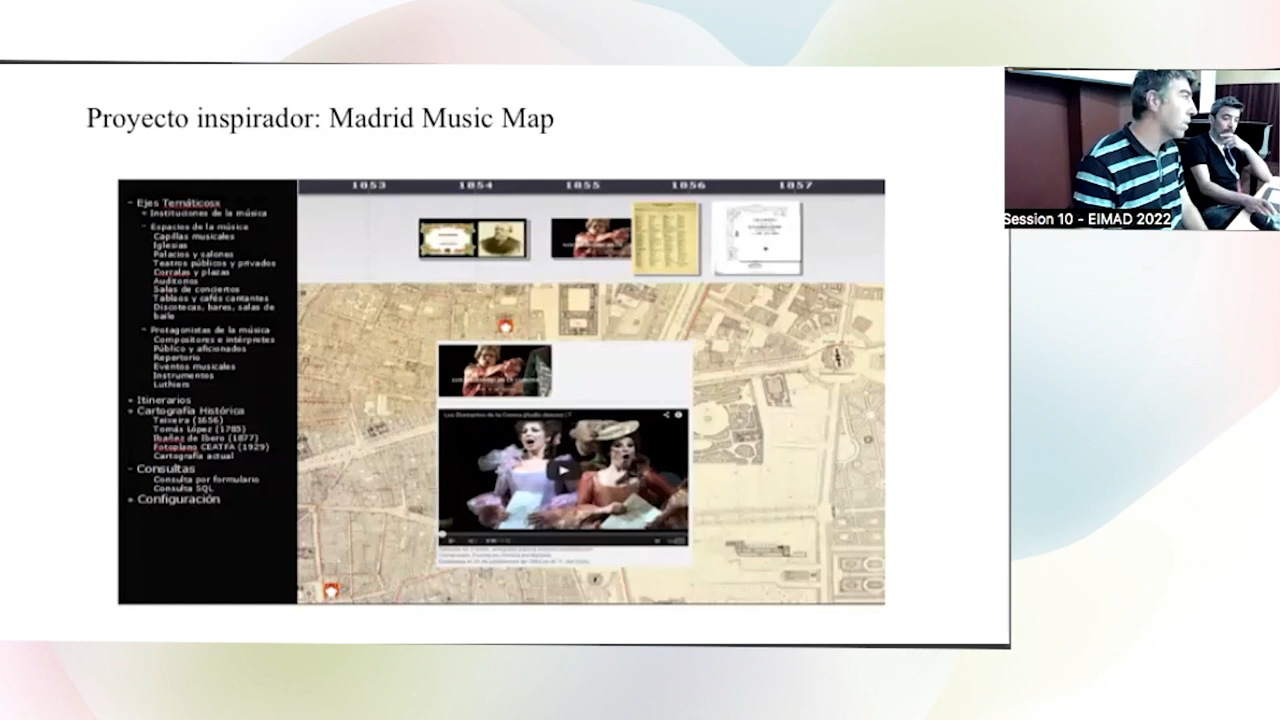 Proyecto inspirador: Madrid Music Map
Session 10 - EIMAD 2022
1853 1854 1855 1856 1857
- Ejes Temáticosx
+ Instituciones de la música
- Espacios de la música
Capillas musicales
Iglesias
Palacios y salones
Teatros públicos y privados
Corralas y plazas
Auditorios
Salas de conciertos
Tablaos y cafés cantantes
Discotecas, bares, salas de
baile
- Protagonistas de la música
Compositores e intérpretes
Público y aficionados
Repertorio
Eventos musicales
Instrumentos
Luthiers
+ Itinerarios
+ Cartografía Histórica
Teixeira (1656)
Tomás López (1785)
Ibañez de Ibero (1877)
Fotoplano CEATFA (1929)
Cartografía actual
- Consultas
Consulta por formulario
Consulta SQL
+ Configuración